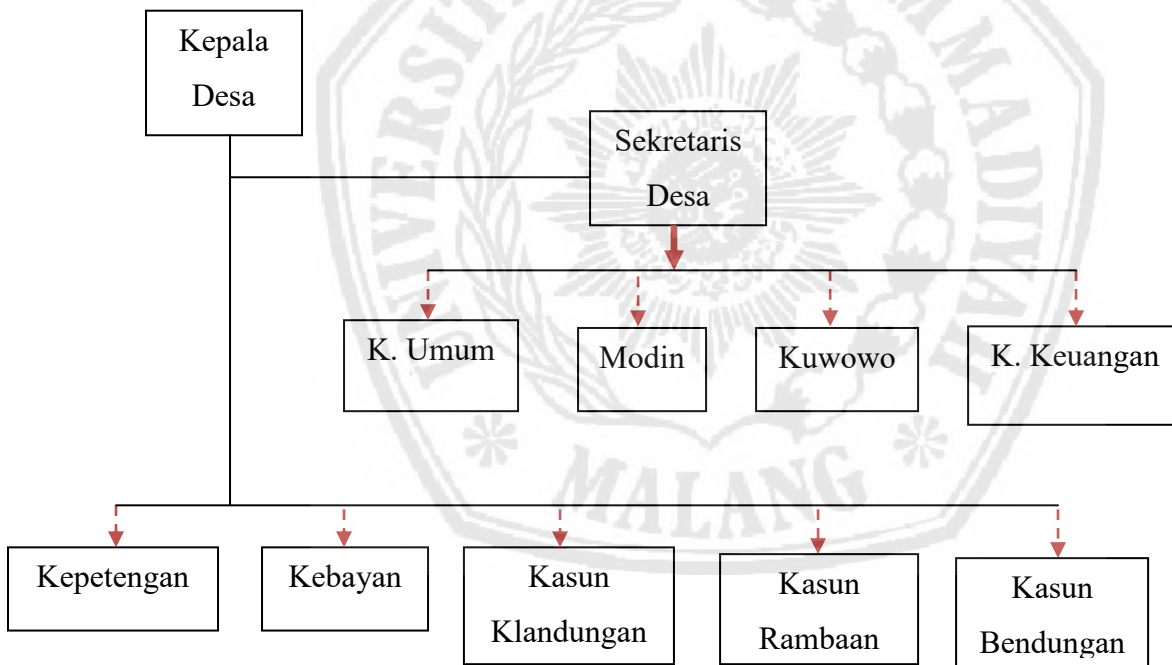 Kepala
Desa
Sekretaris
Desa
K. Umum
Modin
Kuwowo
K. Keuangan
Kepetengan
Kebayan
Kasun
Klandungan
Kasun
Rambaan
Kasun
Bendungan
MALANG